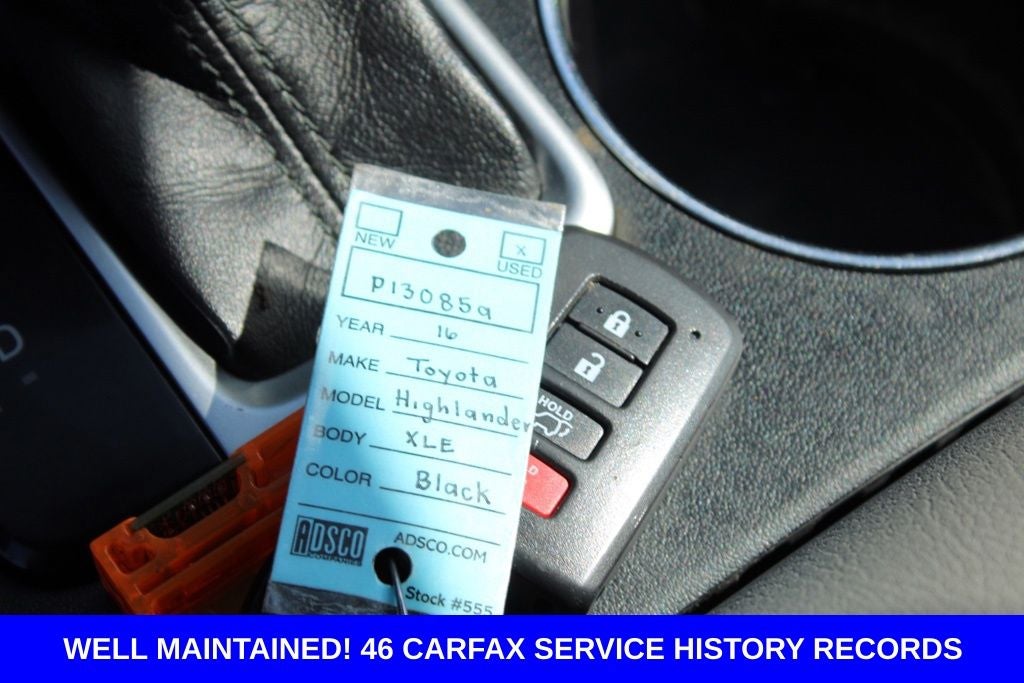 NEW
X
USED
P13085a
YEAR 16
MAKE Toyota
MODEL Highlander
BODY XLE
COLOR Black
ADSCO
ADSCO.COM
Stock #555
HOLD
D
WELL MAINTAINED! 46 CARFAX SERVICE HISTORY RECORDS